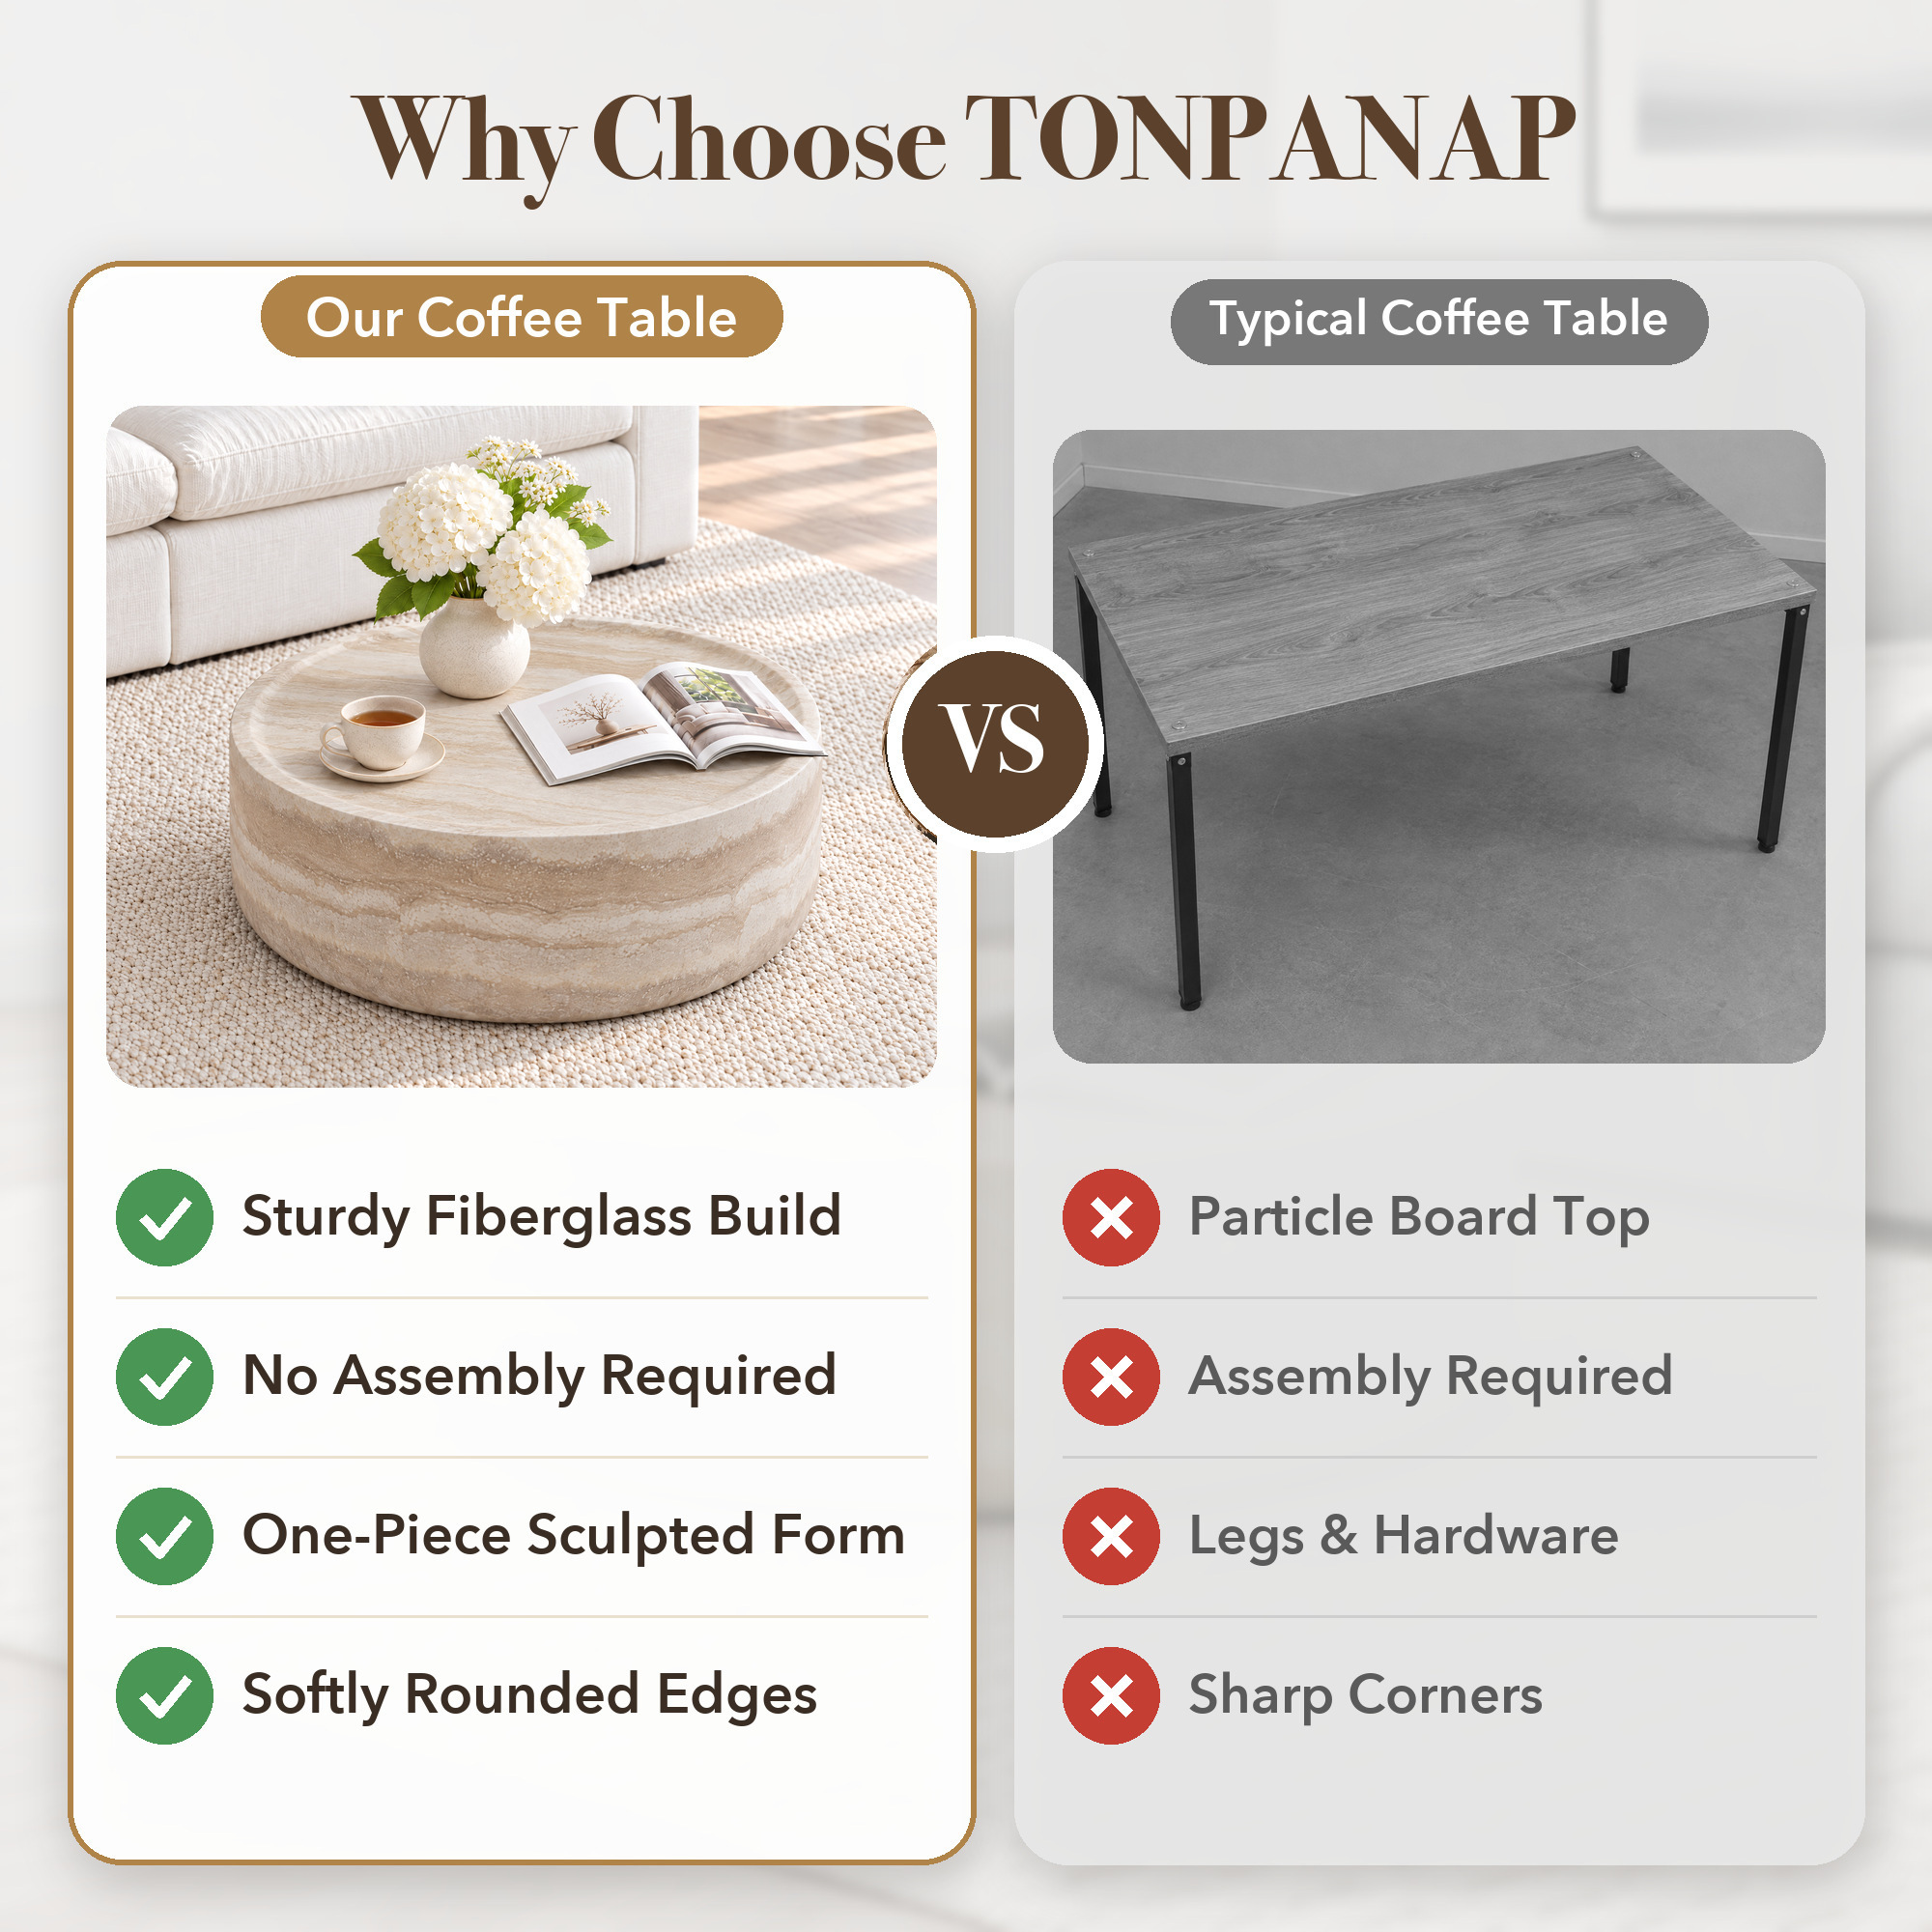 Why Choose TONPANAP
Our Coffee Table
Typical Coffee Table
VS
Sturdy Fiberglass Build
No Assembly Required
One-Piece Sculpted Form
Softly Rounded Edges
Particle Board Top
Assembly Required
Legs & Hardware
Sharp Corners